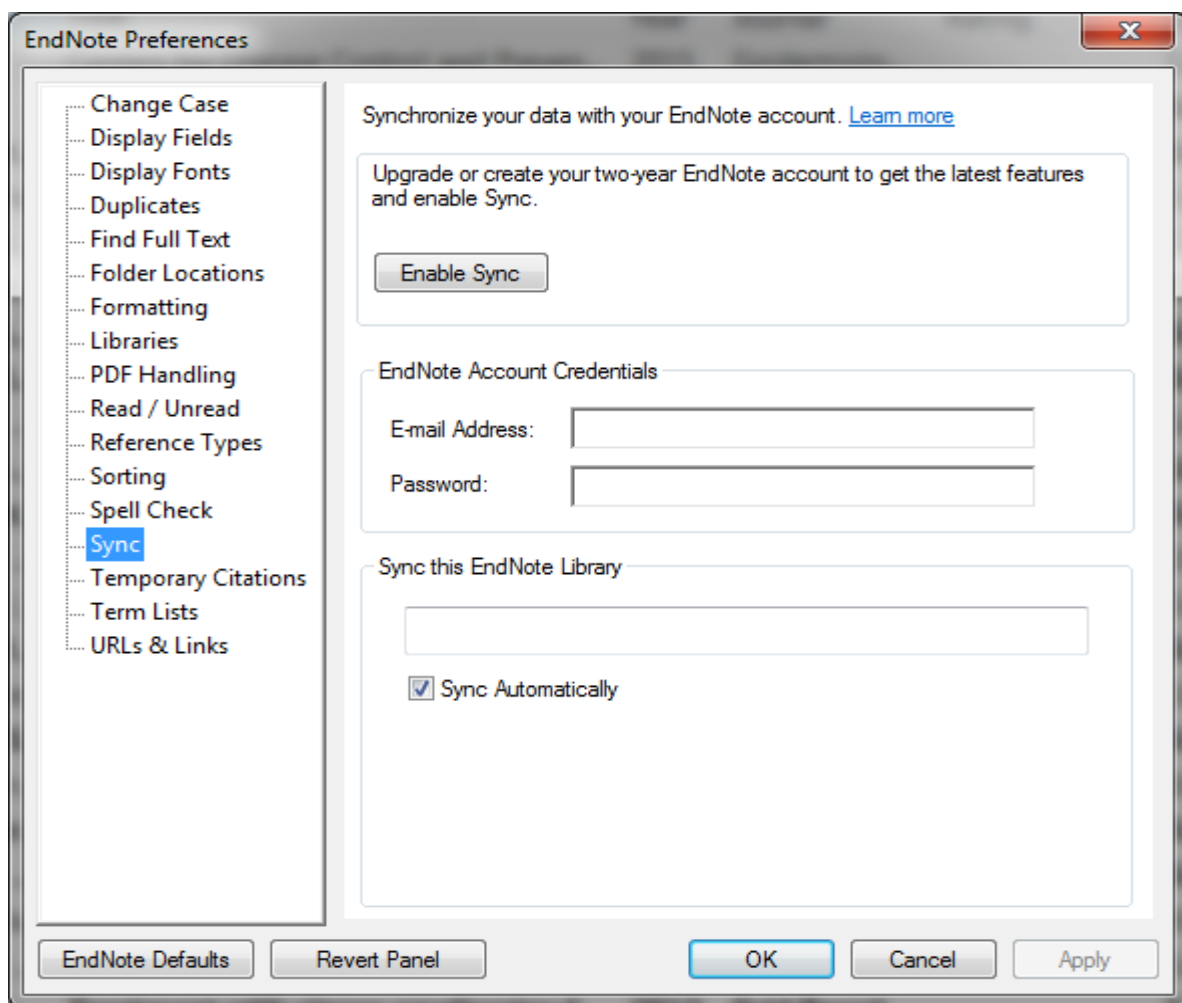 EndNote Preferences
Change Case
Display Fields
Display Fonts
Duplicates
Find Full Text
Folder Locations
Formatting
Libraries
PDF Handling
Read / Unread
Reference Types
Sorting
Spell Check
Sync
Temporary Citations
Term Lists
URLs & Links
Synchronize your data with your EndNote account. Learn more
Upgrade or create your two-year EndNote account to get the latest features
and enable Sync.
Enable Sync
EndNote Account Credentials
E-mail Address:
Password:
Sync this EndNote Library
Sync Automatically
EndNote Defaults
Revert Panel
OK
Cancel
Apply